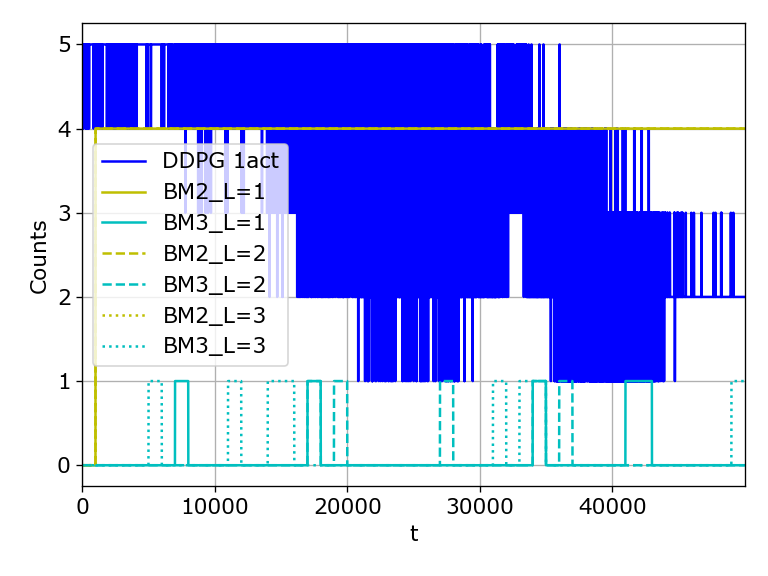 5
4
3
2
1
0
Counts
DDPG 1act
BM2_L=1
BM3_L=1
BM2_L=2
BM3_L=2
BM2_L=3
BM3_L=3
0 10000 20000 30000 40000
t